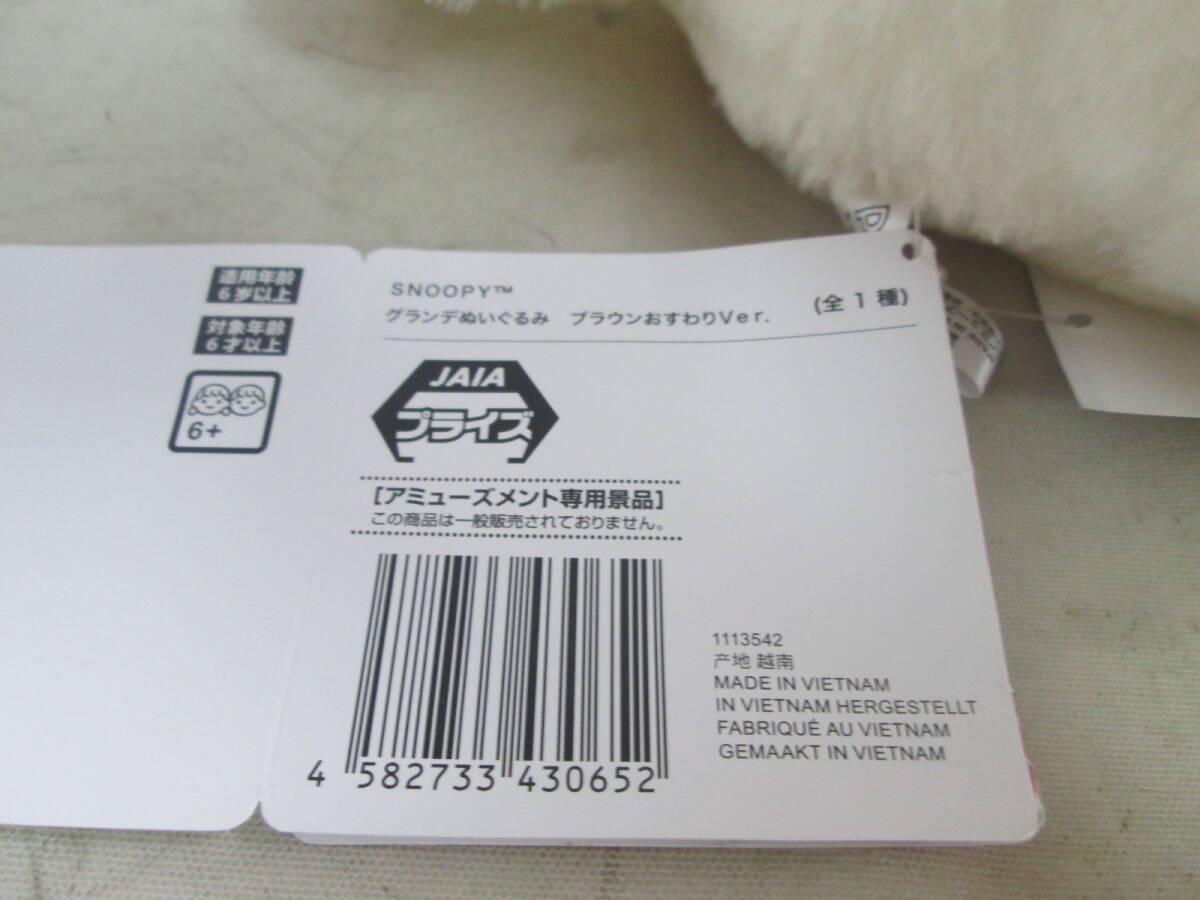 适用年龄
6岁以上
対象年齢
6才以上
6+
SNOOPY™
グランデぬいぐるみ ブラウンおすわりVer.
(全1種)
JAIA
プライズ
[アミューズメント専用景品]
この商品は一般販売されておりません。
4 582733 430652
1113542
产地 越南
MADE IN VIETNAM
IN VIETNAM HERGESTELLT
FABRIQUÉ AU VIETNAM
GEMAAKT IN VIETNAM